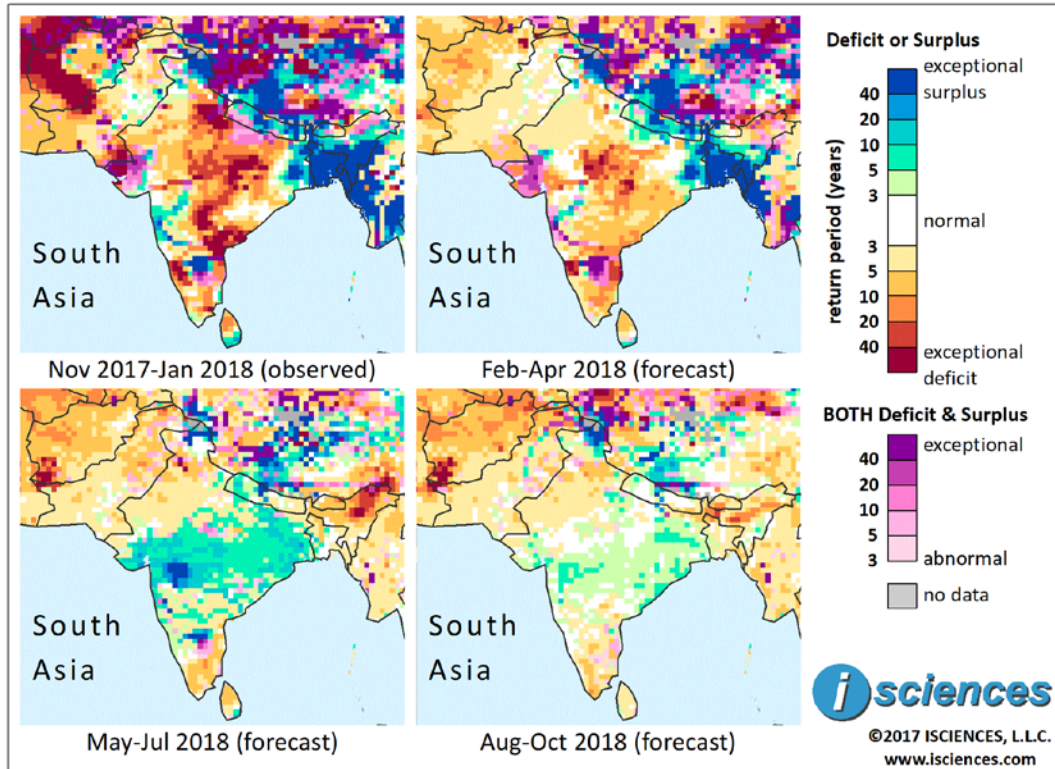 South
Asia
Nov 2017-Jan 2018 (observed)
South
Asia
Feb-Apr 2018 (forecast)
South
Asia
May-Jul 2018 (forecast)
South
Asia
Aug-Oct 2018 (forecast)
Deficit or Surplus
return period (years)
exceptional
surplus
40
20
10
5
3
normal
3
5
10
20
40
exceptional
deficit
BOTH Deficit & Surplus
exceptional
40
20
10
5
3
abnormal
no data
i sciences
©2017 ISCIENCES, L.L.C.
www.isciences.com